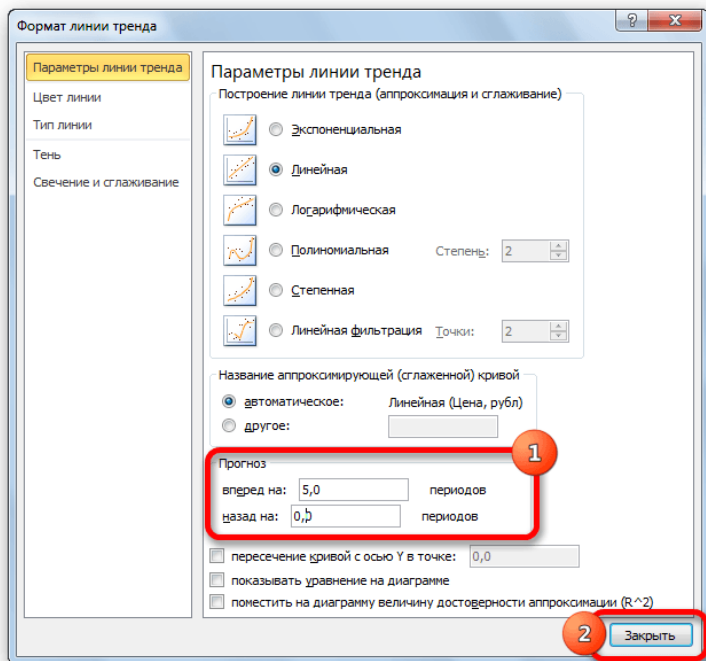 Формат линии тренда
?
X
Параметры линии тренда
Цвет линии
Тип линии
Тень
Свечение и сглаживание
Параметры линии тренда
Построение линии тренда (аппроксимация и сглаживание)
Экспоненциальная
Линейная
Логарифмическая
Полиномиальная Степень: 2
Степенная
Линейная фильтрация Точки: 2
Название аппроксимирующей (сглаженной) кривой
автоматическое: Линейная (Цена, рубл)
другое:
1
Прогноз
вперед на: 5,0 периодов
назад на: 0,0 периодов
пересечение кривой с осью Y в точке: 0,0
показывать уравнение на диаграмме
поместить на диаграмму величину достоверности аппроксимации (R^2)
2 Закрыть